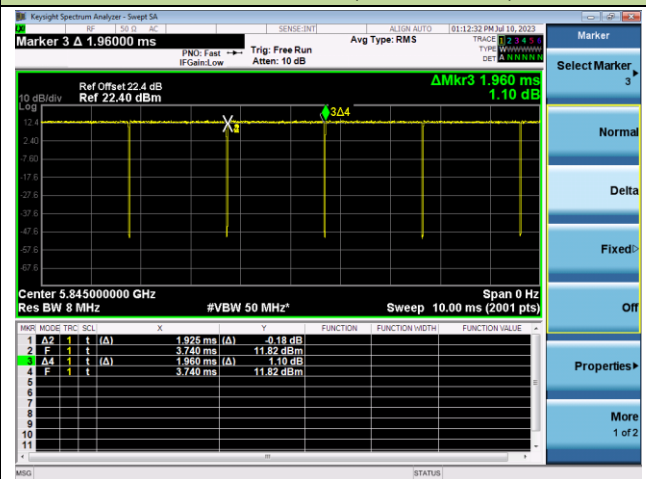 Keysight Spectrum Analyzer - Swept SA
RF 50 Ω AC SENSE:INT ALIGN AUTO 01:12:32 PM Jul 10, 2023
Marker 3 Δ 1.96000 ms
PNO: Fast Trig: Free Run Avg Type: RMS TRACE 1 2 3 4 5 6
IFGain:Low Atten: 10 dB TYPE WWWWWW
DET A N N N N N
Marker
Select Marker
3
Normal
Delta
Fixed
Off
Properties
More
1 of 2
Ref Offset 22.4 dB ΔMkr3 1.960 ms
10 dB/div Ref 22.40 dBm 1.10 dB
Log
3Δ4
12.4
2.40
-7.60
-17.6
-27.6
-37.6
-47.6
-57.6
-67.6
Center 5.845000000 GHz Span 0 Hz
Res BW 8 MHz #VBW 50 MHz* Sweep 10.00 ms (2001 pts)
MKR MODE TRC SCL X Y FUNCTION FUNCTION WIDTH FUNCTION VALUE
1 Δ2 1 t (Δ) 1.925 ms (Δ) -0.18 dB
2 F 1 t 3.740 ms 11.82 dBm
3 Δ4 1 t (Δ) 1.960 ms (Δ) 1.10 dB
4 F 1 t 3.740 ms 11.82 dBm
5
6
7
8
9
10
11
MSG STATUS